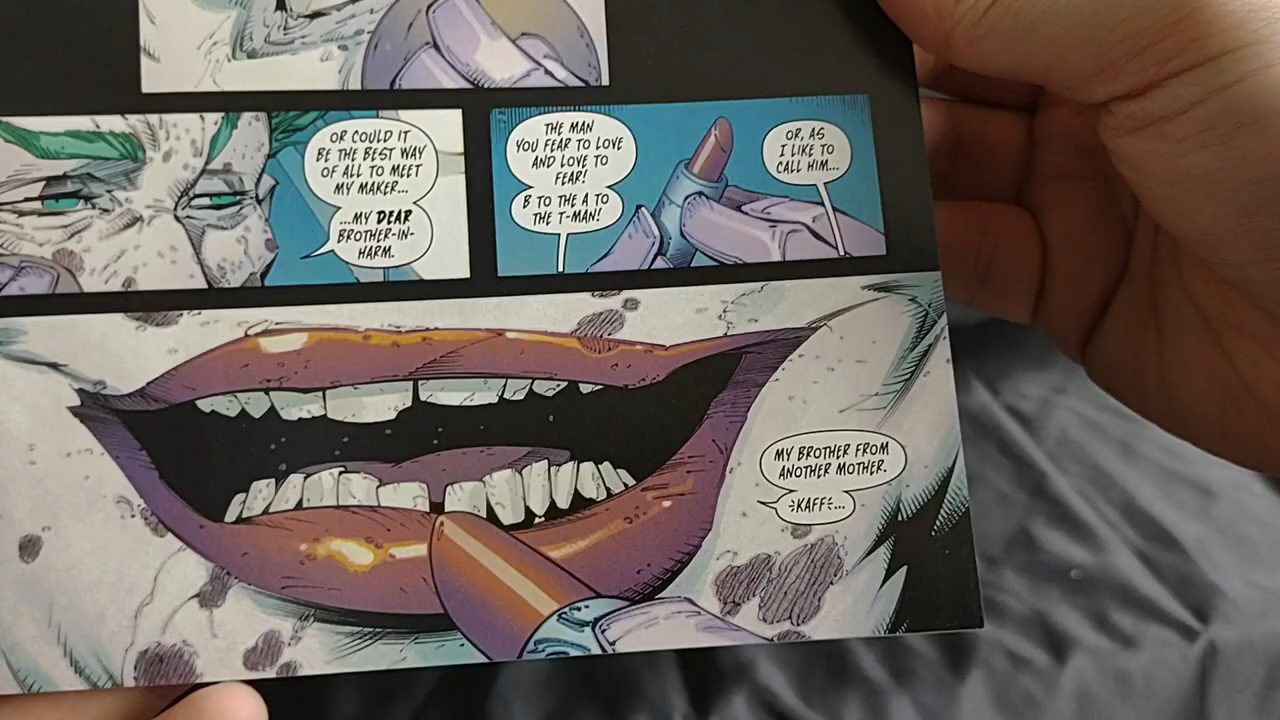 OR COULD IT
BE THE BEST WAY
OF ALL TO MEET
MY MAKER...
...MY DEAR
BROTHER-IN-
HARM.
THE MAN
YOU FEAR TO LOVE
AND LOVE TO
FEAR!
B TO THE A TO
THE T-MAN!
OR, AS
I LIKE TO
CALL HIM...
MY BROTHER FROM
ANOTHER MOTHER.
KAFF...